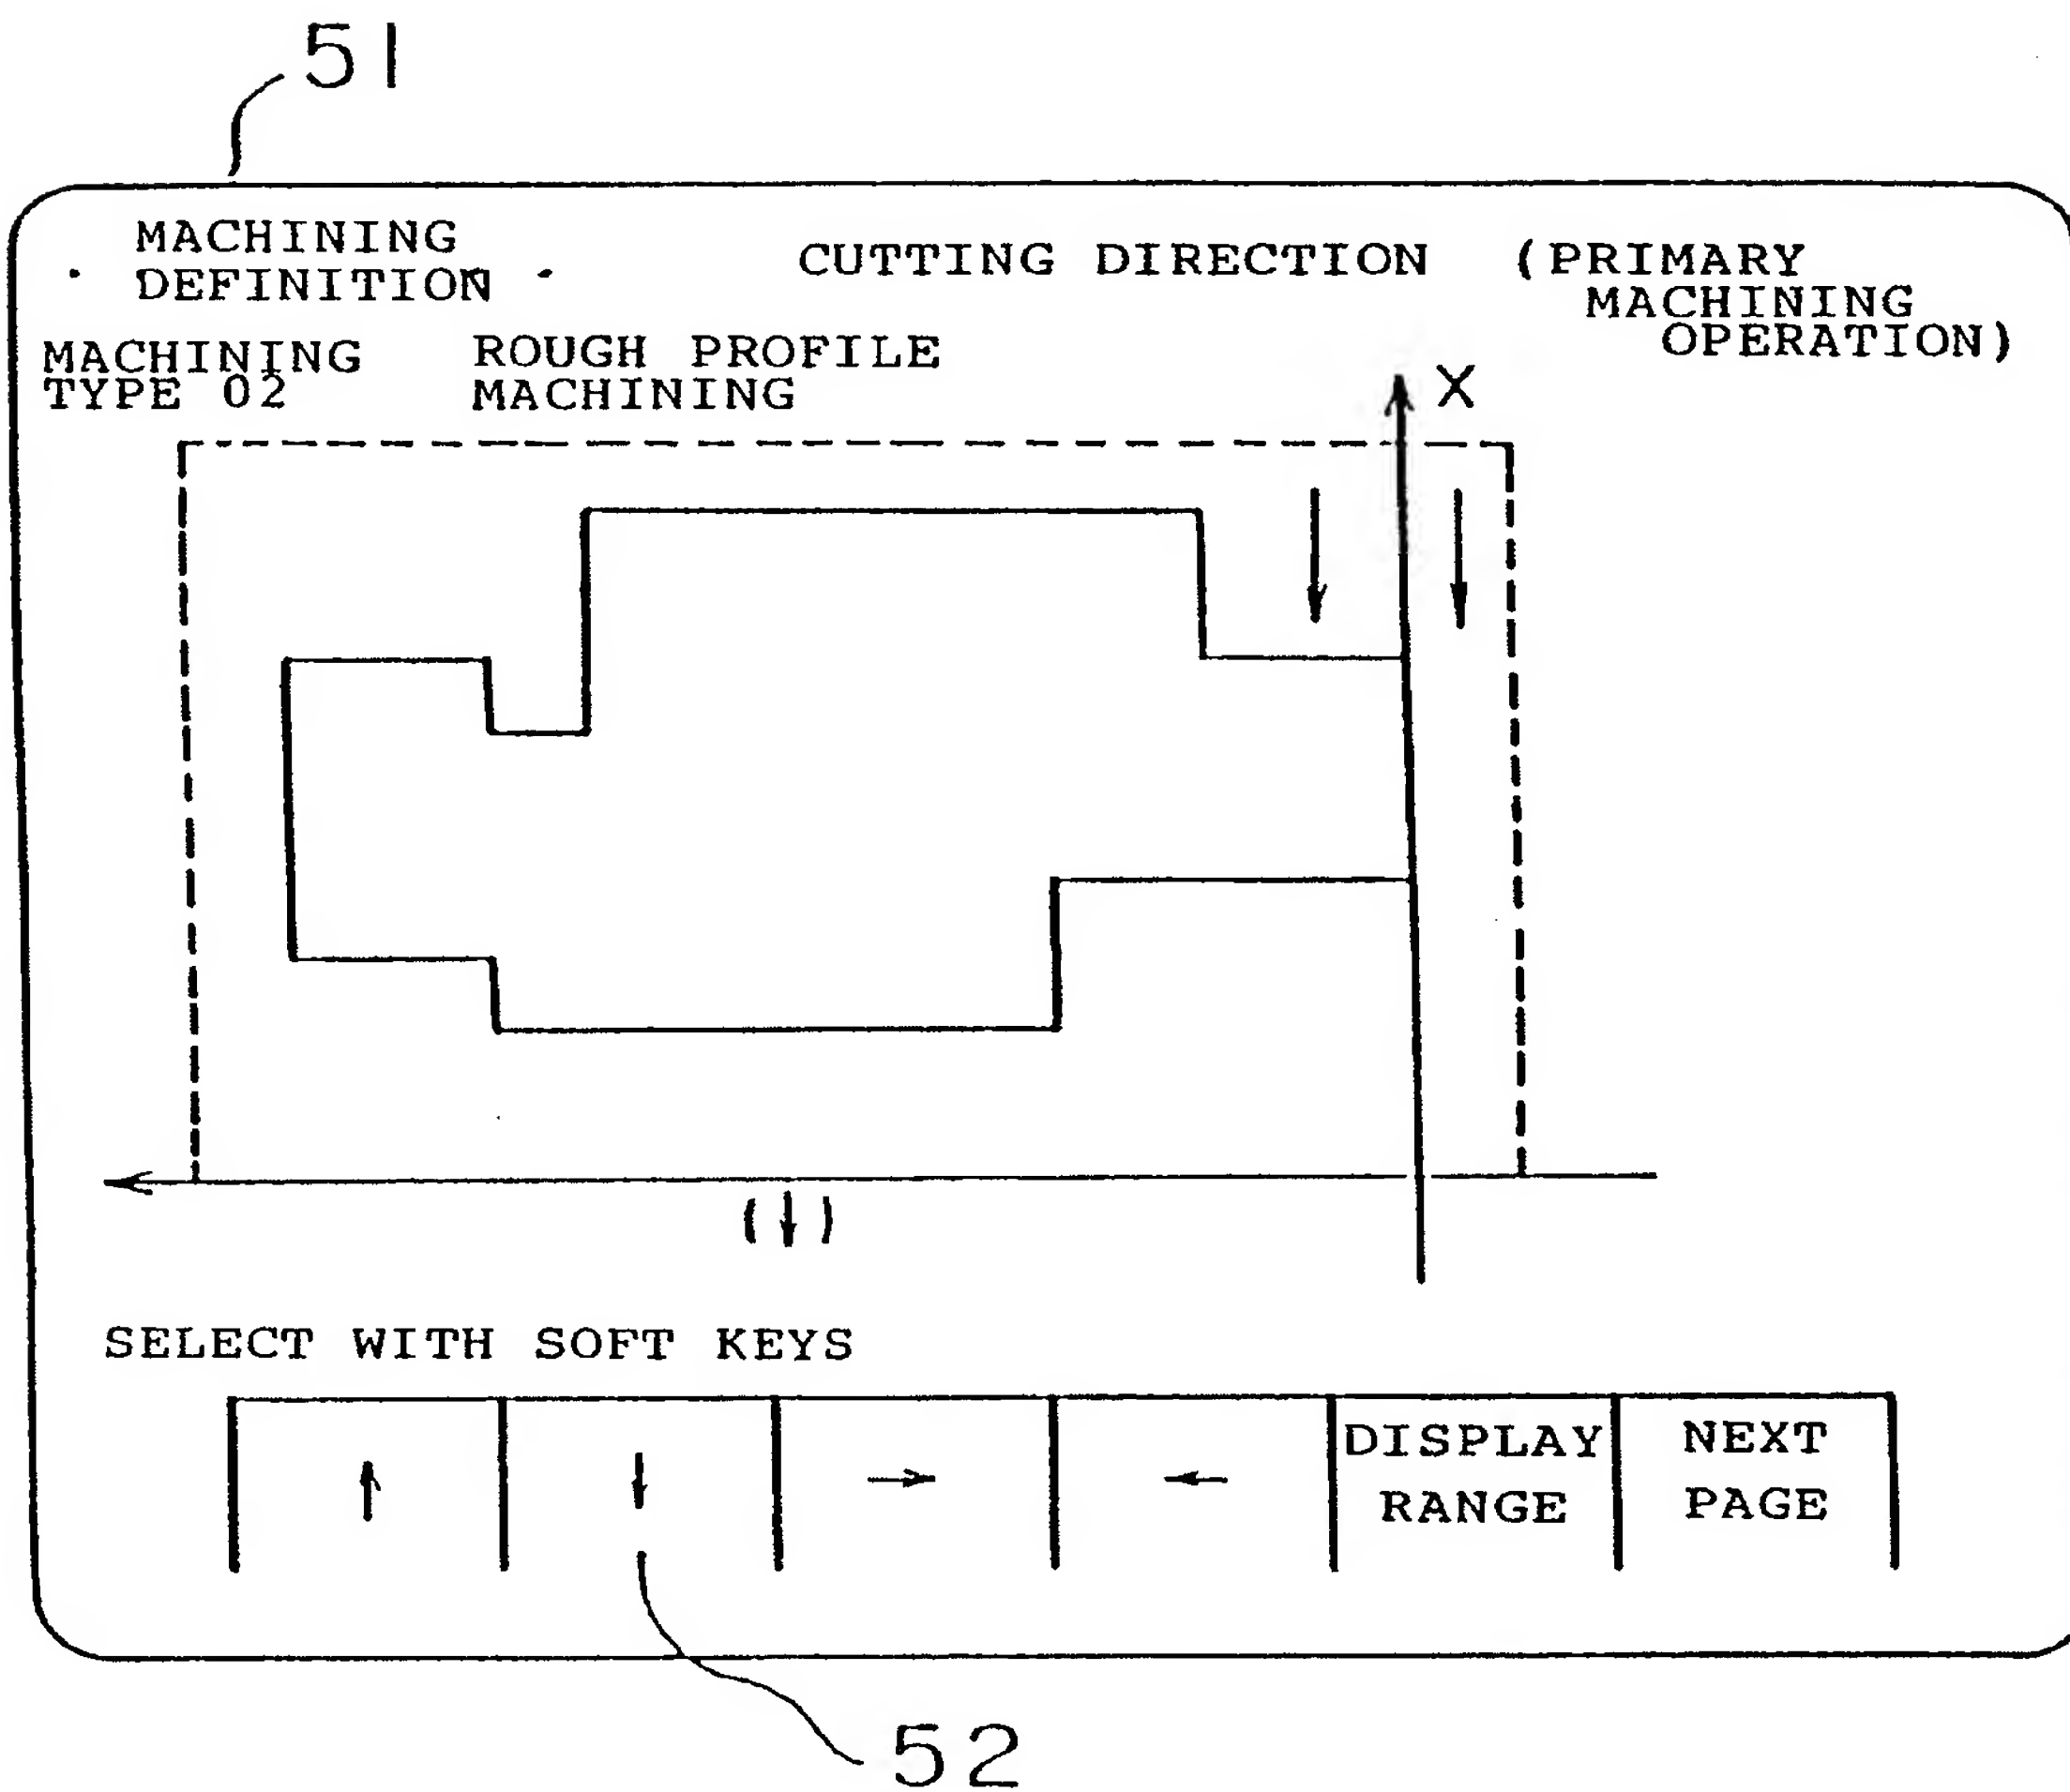 51
MACHINING
· DEFINITION ·
CUTTING DIRECTION (PRIMARY
MACHINING
OPERATION)
MACHINING
TYPE 02
ROUGH PROFILE
MACHINING
X
(↓)
SELECT WITH SOFT KEYS
↑ ↓ → ← DISPLAY NEXT
RANGE PAGE
52